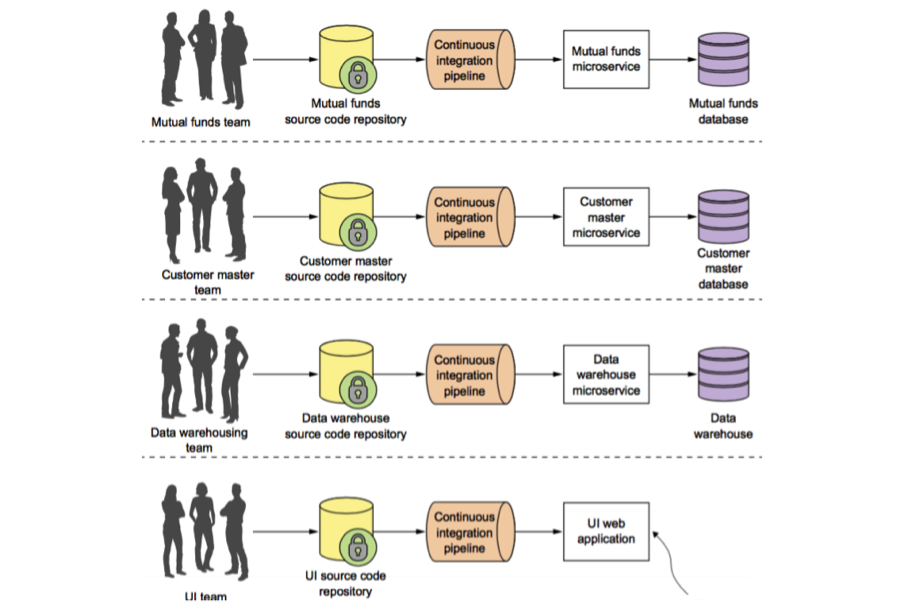 Continuous
integration
pipeline
Mutual funds
microservice
Mutual funds team
Mutual funds
source code repository
Mutual funds
database
Continuous
integration
pipeline
Customer
master
microservice
Customer master
team
Customer master
source code repository
Customer
master
database
Continuous
integration
pipeline
Data
warehouse
microservice
Data warehousing
team
Data warehouse
source code repository
Data
warehouse
Continuous
integration
pipeline
UI web
application
UI team
UI source code
repository